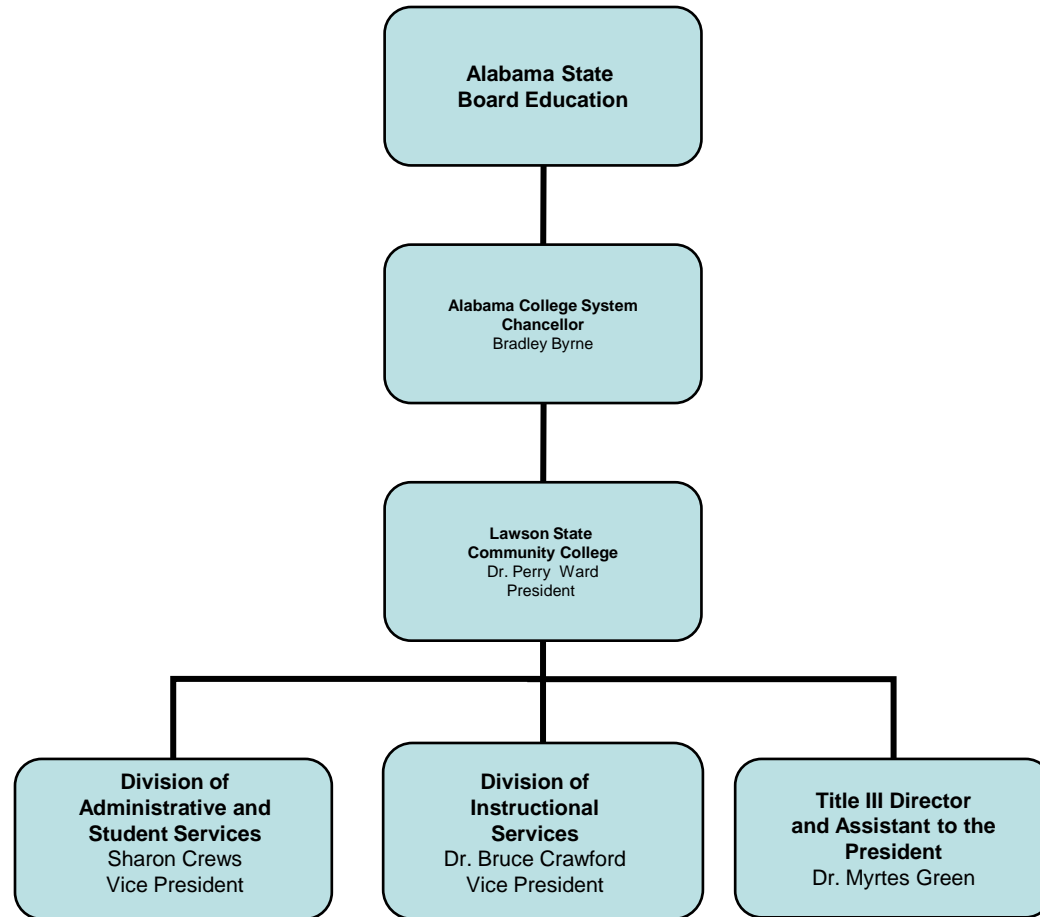 Alabama State
Board Education
Alabama College System
Chancellor
Bradley Byrne
Lawson State
Community College
Dr. Perry  Ward
President
Division of
Administrative and
Student Services
Sharon Crews
Vice President
Division of
Instructional
Services
Dr. Bruce Crawford
Vice President
Title III Director
and Assistant to the
President
Dr. Myrtes Green